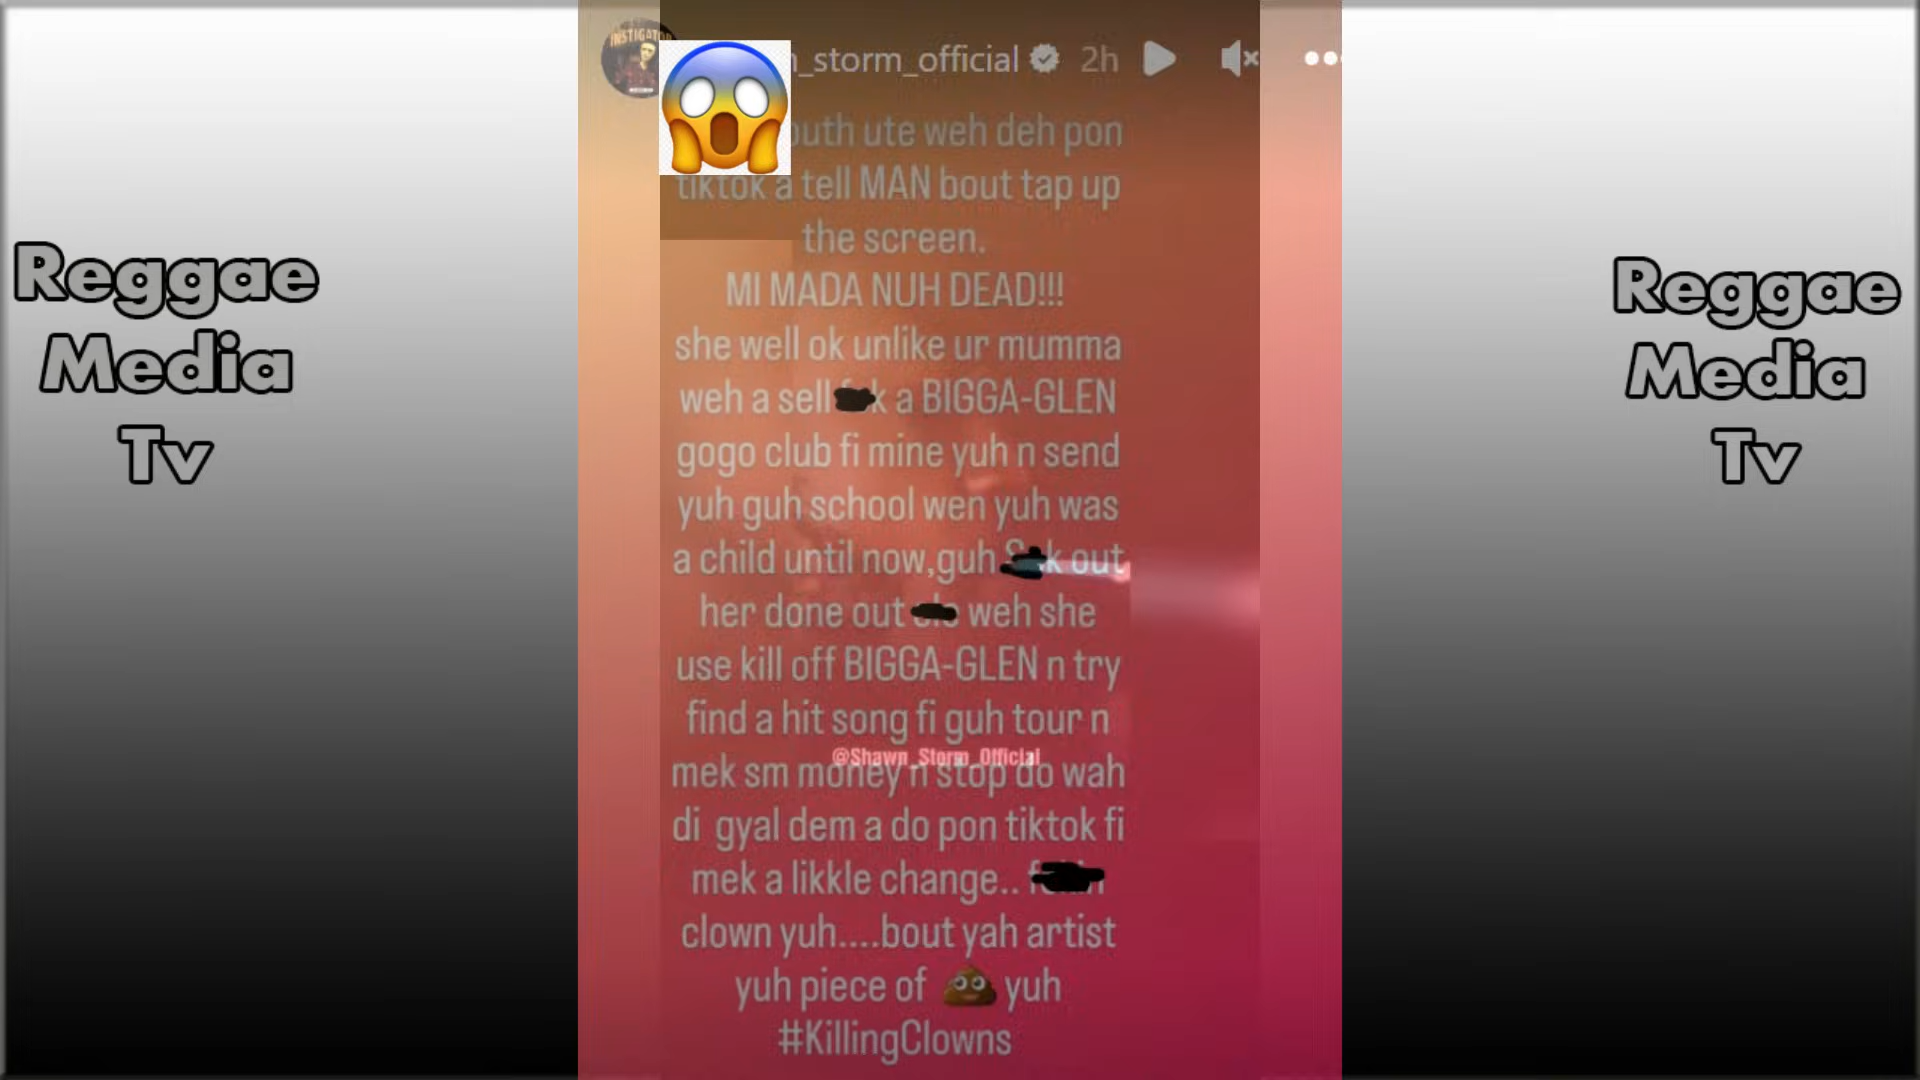 INSTIGATOR
n_storm_official 2h
outh ute weh deh pon
tiktok a tell MAN bout tap up
the screen.
MI MADA NUH DEAD!!!
she well ok unlike ur mumma
weh a sell k a BIGGA-GLEN
gogo club fi mine yuh n send
yuh guh school wen yuh was
a child until now,guh k out
her done out weh she
use kill off BIGGA-GLEN n try
find a hit song fi guh tour n
@Shawn_Storm_Official
mek sm money n stop do wah
di gyal dem a do pon tiktok fi
mek a likkle change..
clown yuh....bout yah artist
yuh piece of 💩 yuh
#KillingClowns
Reggae
Media
Tv
Reggae
Media
Tv